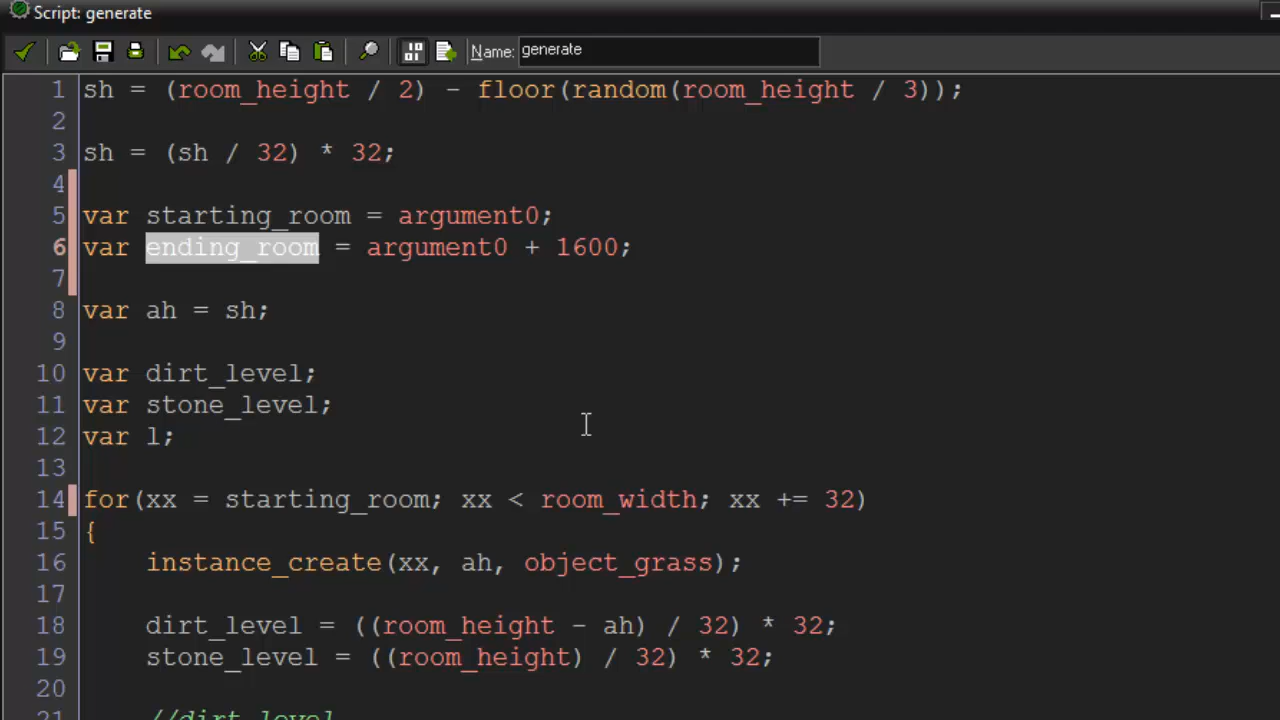 Script: generate
Name: generate
1 sh = (room_height / 2) - floor(random(room_height / 3));
2
3 sh = (sh / 32) * 32;
4
5 var starting_room = argument0;
6 var ending_room = argument0 + 1600;
7
8 var ah = sh;
9
10 var dirt_level;
11 var stone_level;
12 var l;
13
14 for(xx = starting_room; xx < room_width; xx += 32)
15 {
16 instance_create(xx, ah, object_grass);
17
18 dirt_level = ((room_height - ah) / 32) * 32;
19 stone_level = ((room_height) / 32) * 32;
20
21 //dirt level